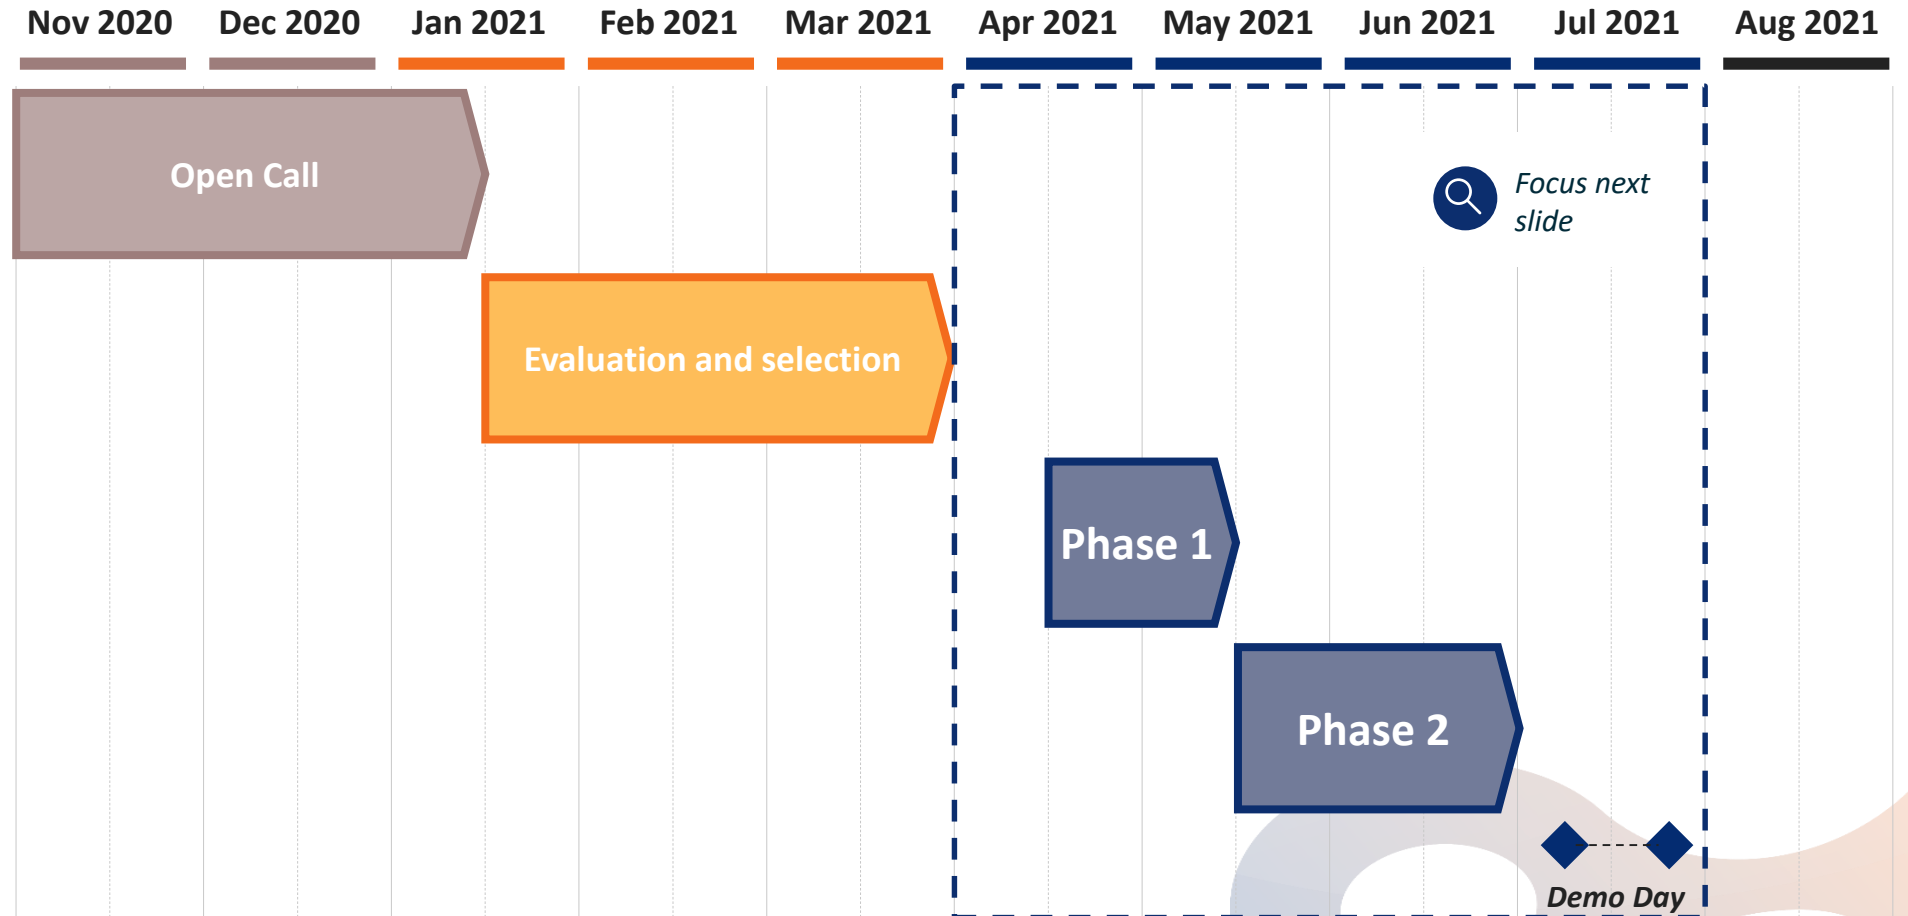 Nov 2020 Dec 2020 Jan 2021 Feb 2021 Mar 2021 Apr 2021 May 2021 Jun 2021 Jul 2021 Aug 2021
Open Call
Focus next
slide
Evaluation and selection
Phase 1
Phase 2
Demo Day